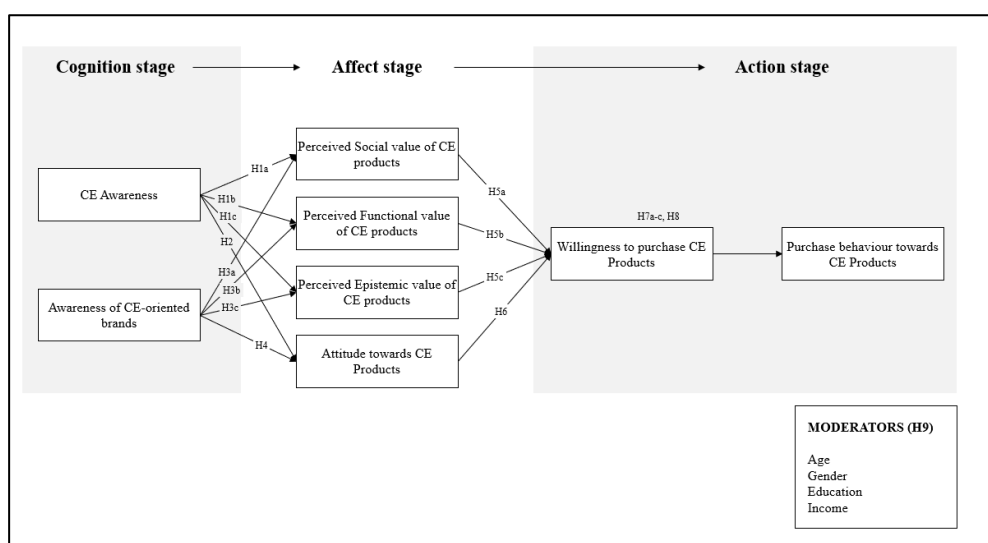 Cognition stage
Affect stage
Action stage
Perceived Social value of CE
products
H1a
H5a
CE Awareness
H1b
Perceived Functional value
of CE products
H7a-c, H8
H1c
H5b
H2
Willingness to purchase CE
Products
Purchase behaviour towards
CE Products
H3a
Perceived Epistemic value of
CE products
H5c
H3b
Awareness of CE-oriented
brands
H3c
H6
H4
Attitude towards CE
Products
MODERATORS (H9)
Age
Gender
Education
Income